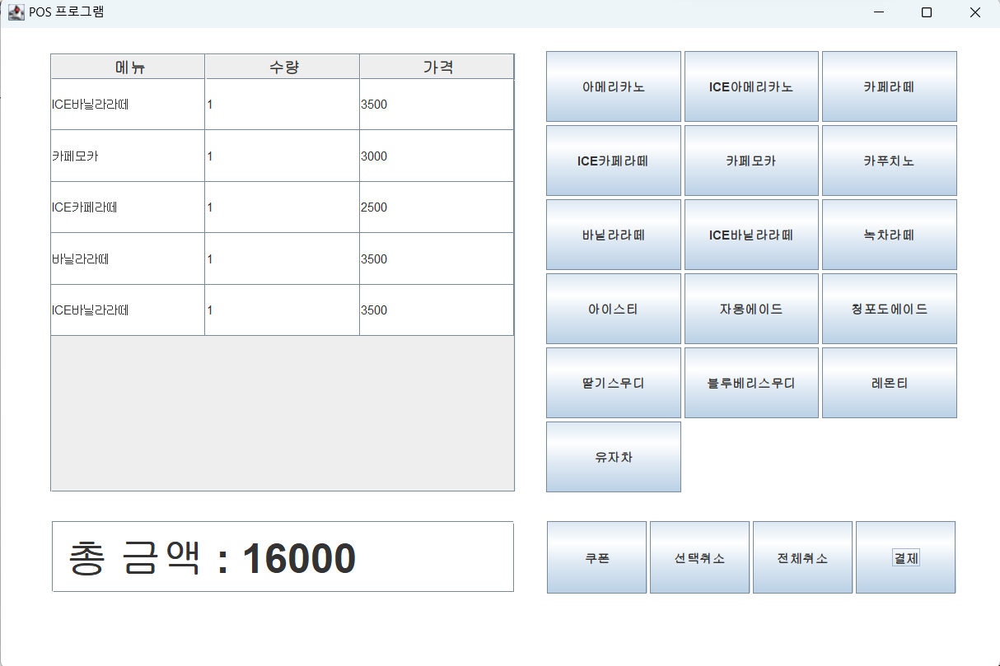 POS 프로그램
메뉴 수량 가격
ICE바닐라라떼 1 3500
카페모카 1 3000
ICE카페라떼 1 2500
바닐라라떼 1 3500
ICE바닐라라떼 1 3500
총 금액 : 16000
아메리카노 ICE아메리카노 카페라떼
ICE카페라떼 카페모카 카푸치노
바닐라라떼 ICE바닐라라떼 녹차라떼
아이스티 자몽에이드 청포도에이드
딸기스무디 블루베리스무디 레몬티
유자차
쿠폰 선택취소 전체취소 결제